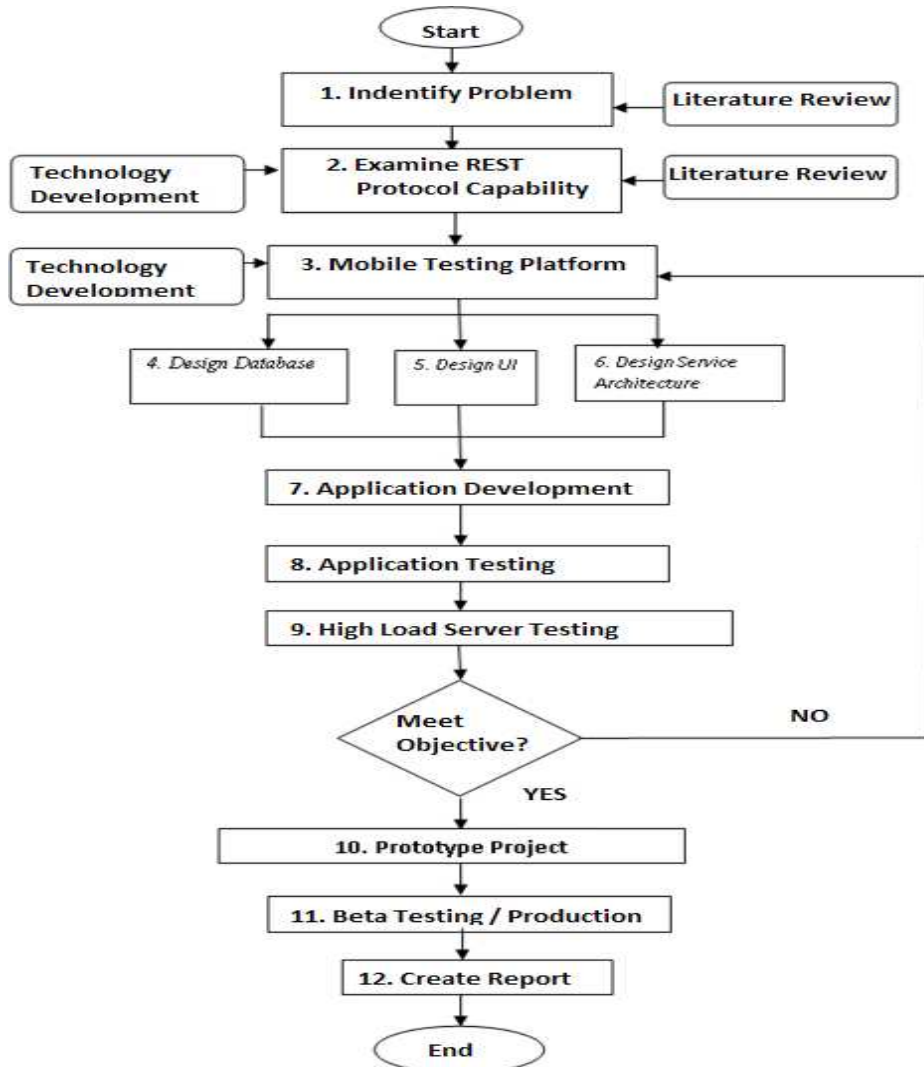 Start
1. Indentify Problem
Literature Review
Technology
Development
2. Examine REST
Protocol Capability
Literature Review
Technology
Development
3. Mobile Testing Platform
4. Design Database
5. Design UI
6. Design Service
Architecture
7. Application Development
8. Application Testing
9. High Load Server Testing
Meet
Objective?
NO
YES
10. Prototype Project
11. Beta Testing / Production
12. Create Report
End